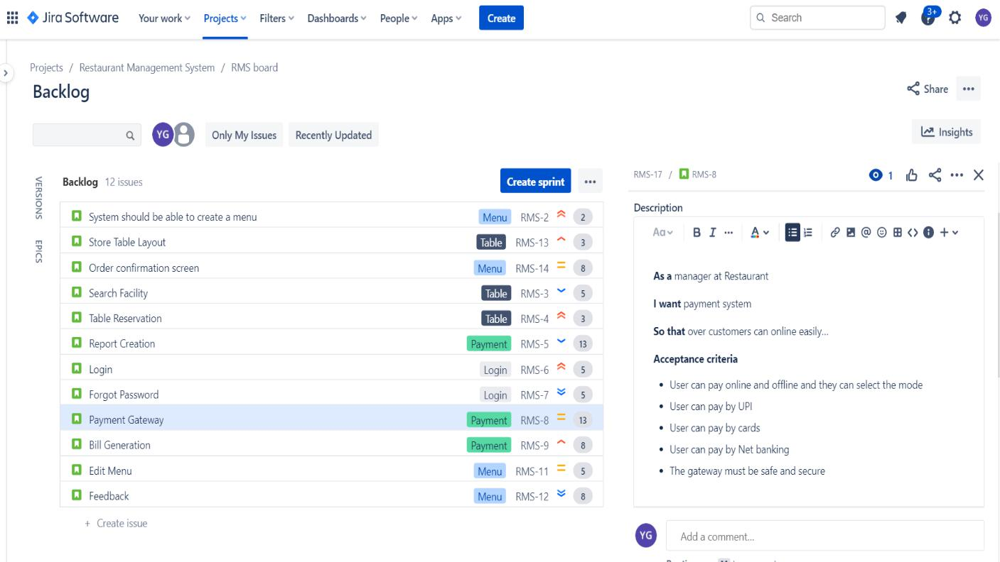 Jira Software Your work Projects Filters Dashboards People Apps Create Search 3+ YG
Projects / Restaurant Management System / RMS board
Backlog
Share
YG Only My Issues Recently Updated
Insights
VERSIONS
EPICS
Backlog 12 issues Create sprint
System should be able to create a menu Menu RMS-2 2
Store Table Layout Table RMS-13 3
Order confirmation screen Menu RMS-14 8
Search Facility Table RMS-3 5
Table Reservation Table RMS-4 3
Report Creation Payment RMS-5 13
Login Login RMS-6 5
Forgot Password Login RMS-7 5
Payment Gateway Payment RMS-8 13
Bill Generation Payment RMS-9 8
Edit Menu Menu RMS-11 5
Feedback Menu RMS-12 8
+ Create issue
RMS-17 / RMS-8 1
Description
Aa B I A
As a manager at Restaurant
I want payment system
So that over customers can online easily...
Acceptance criteria
• User can pay online and offline and they can select the mode
• User can pay by UPI
• User can pay by cards
• User can pay by Net banking
• The gateway must be safe and secure
YG Add a comment...